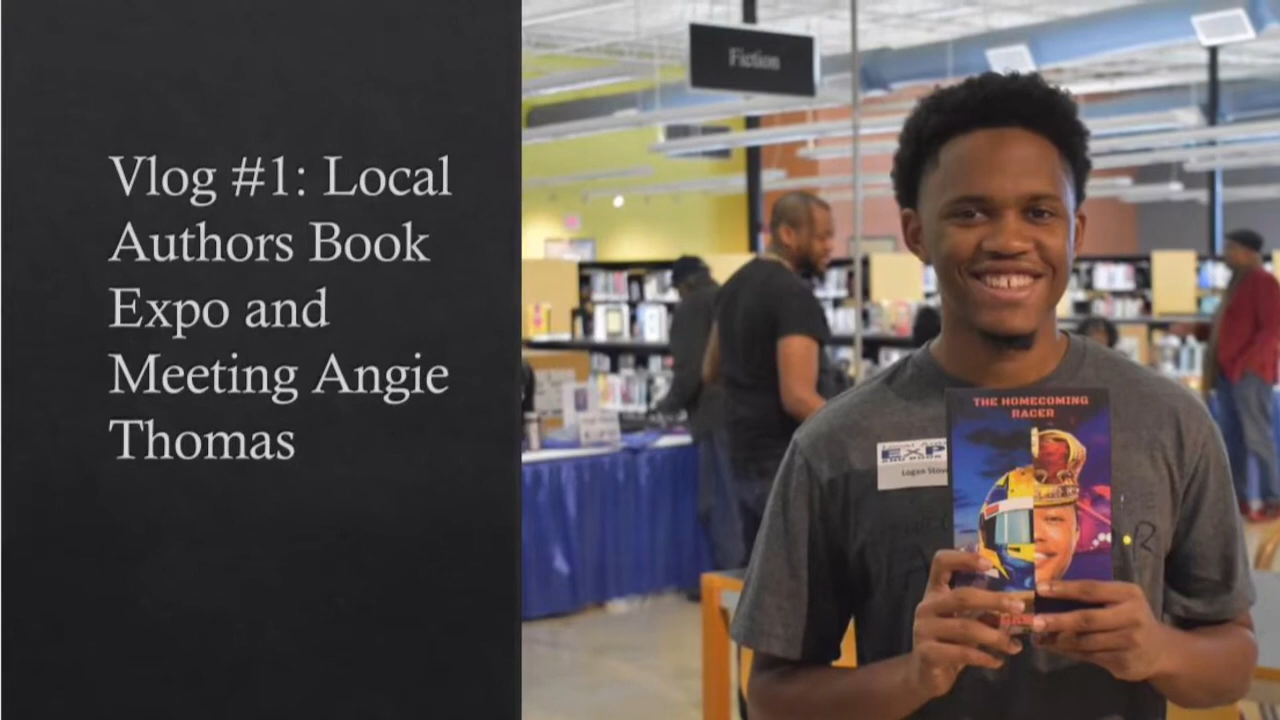 Vlog #1: Local
Authors Book
Expo and
Meeting Angie
Thomas
Fiction
THE HOMECOMING
RACER
EXP
Logan